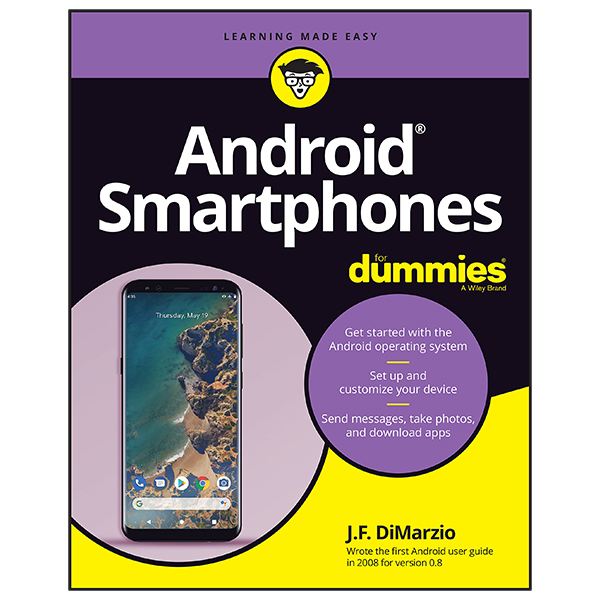 LEARNING MADE EASY
Android®
Smartphones
for
dummies®
A Wiley Brand
4:35
Thursday, May 19
Get started with the
Android operating system
Set up and
customize your device
Send messages, take photos,
and download apps
J.F. DiMarzio
Wrote the first Android user guide
in 2008 for version 0.8